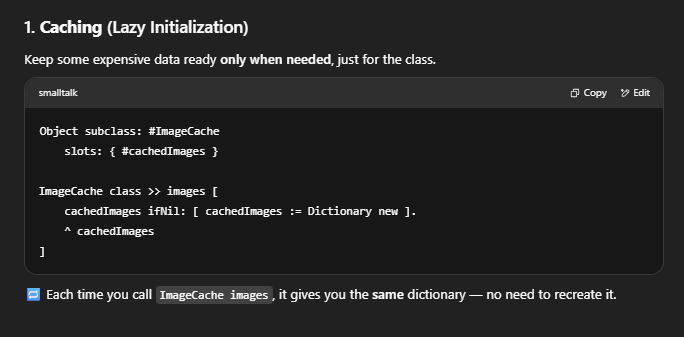 1. Caching (Lazy Initialization)
Keep some expensive data ready only when needed, just for the class.
smalltalk
Copy
Edit
Object subclass: #ImageCache
    slots: { #cachedImages }
ImageCache class >> images [
    cachedImages ifNil: [ cachedImages := Dictionary new ].
    ^ cachedImages
]
🔁 Each time you call ImageCache images, it gives you the same dictionary — no need to recreate it.